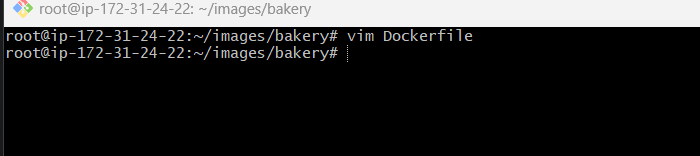 root@ip-172-31-24-22: ~/images/bakery
root@ip-172-31-24-22:~/images/bakery# vim Dockerfile
root@ip-172-31-24-22:~/images/bakery#